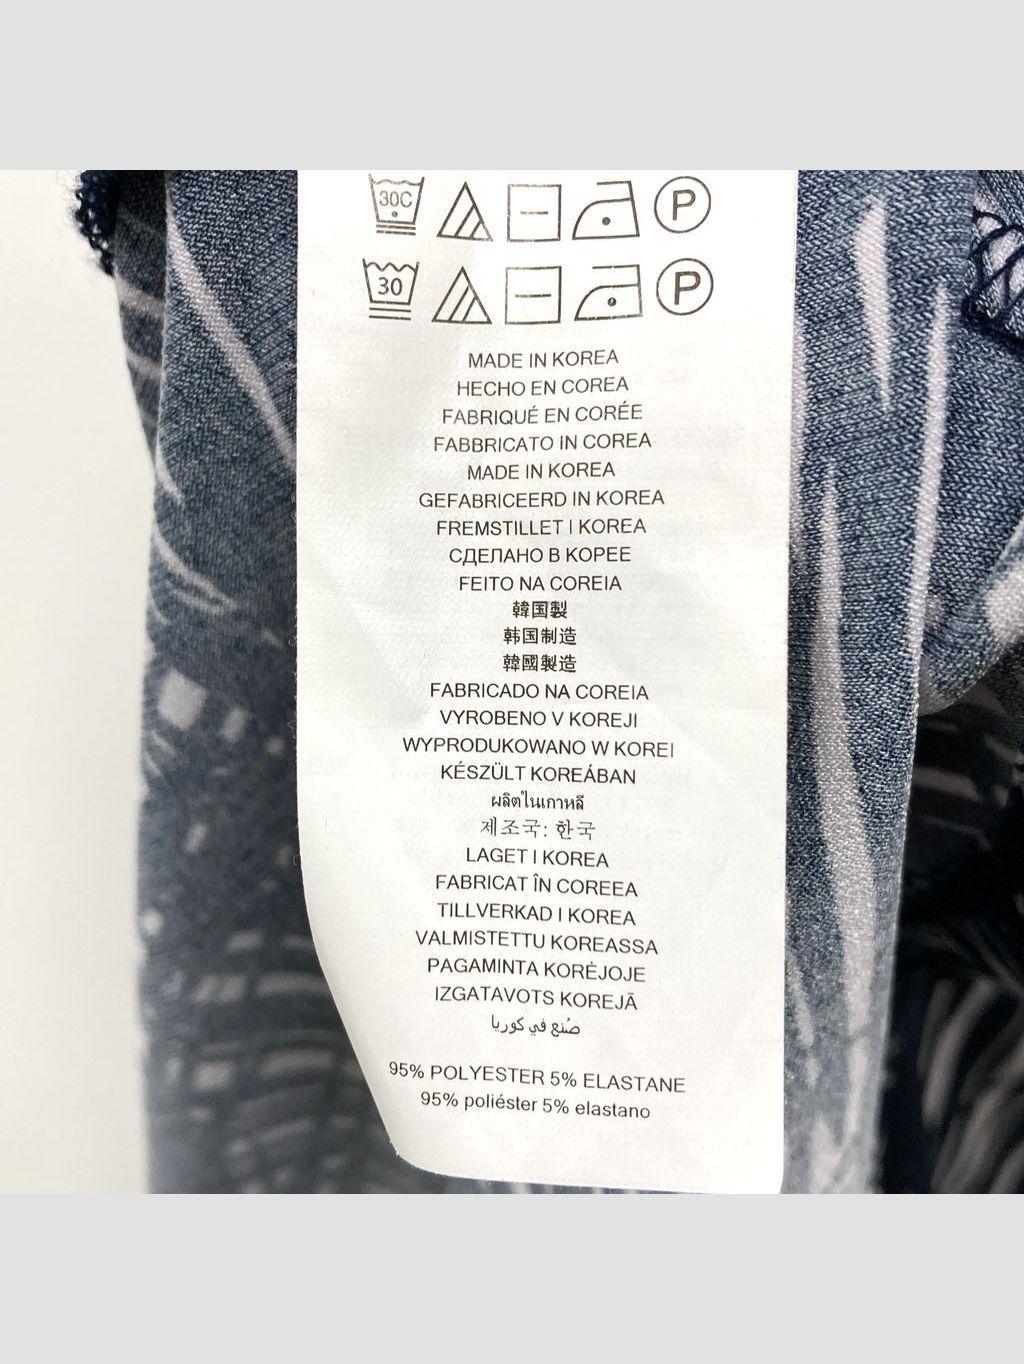 30C P
30 P
MADE IN KOREA
HECHO EN COREA
FABRIQUÉ EN CORÉE
FABBRICATO IN COREA
MADE IN KOREA
GEFABRICEERD IN KOREA
FREMSTILLET I KOREA
СДЕЛАНО В КОРЕЕ
FEITO NA COREIA
韓国製
韩国制造
韓國製造
FABRICADO NA COREIA
VYROBENO V KOREJI
WYPRODUKOWANO W KOREI
KÉSZÜLT KOREÁBAN
ผลิตในเกาหลี
제조국: 한국
LAGET I KOREA
FABRICAT ÎN COREEA
TILLVERKAD I KOREA
VALMISTETTU KOREASSA
PAGAMINTA KORĖJOJE
IZGATAVOTS KOREJĀ
صُنع في كوريا
95% POLYESTER 5% ELASTANE
95% poliéster 5% elastano